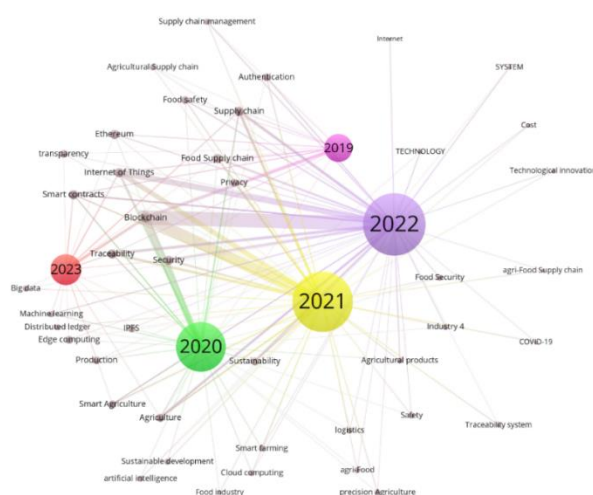 Supply chain management
Internet
Agricultural Supply chain
SYSTEM
Authentication
Food safety
Supply chain
Cost
Ethereum
2019
transparency
Food Supply chain
TECHNOLOGY
Internet of Things
Technological innovation
Privacy
Smart contracts
Blockchain
2022
Traceability
Security
2023
agri-Food Supply chain
Food Security
Big data
2021
Machine learning
Distributed ledger
IPFS
Industry 4
Edge computing
COVID-19
2020
Production
Sustainability
Agricultural products
Smart Agriculture
Agriculture
Safety
logistics
Traceability system
Smart farming
Sustainable development
Cloud computing
agri-Food
artificial intelligence
Food industry
precision Agriculture